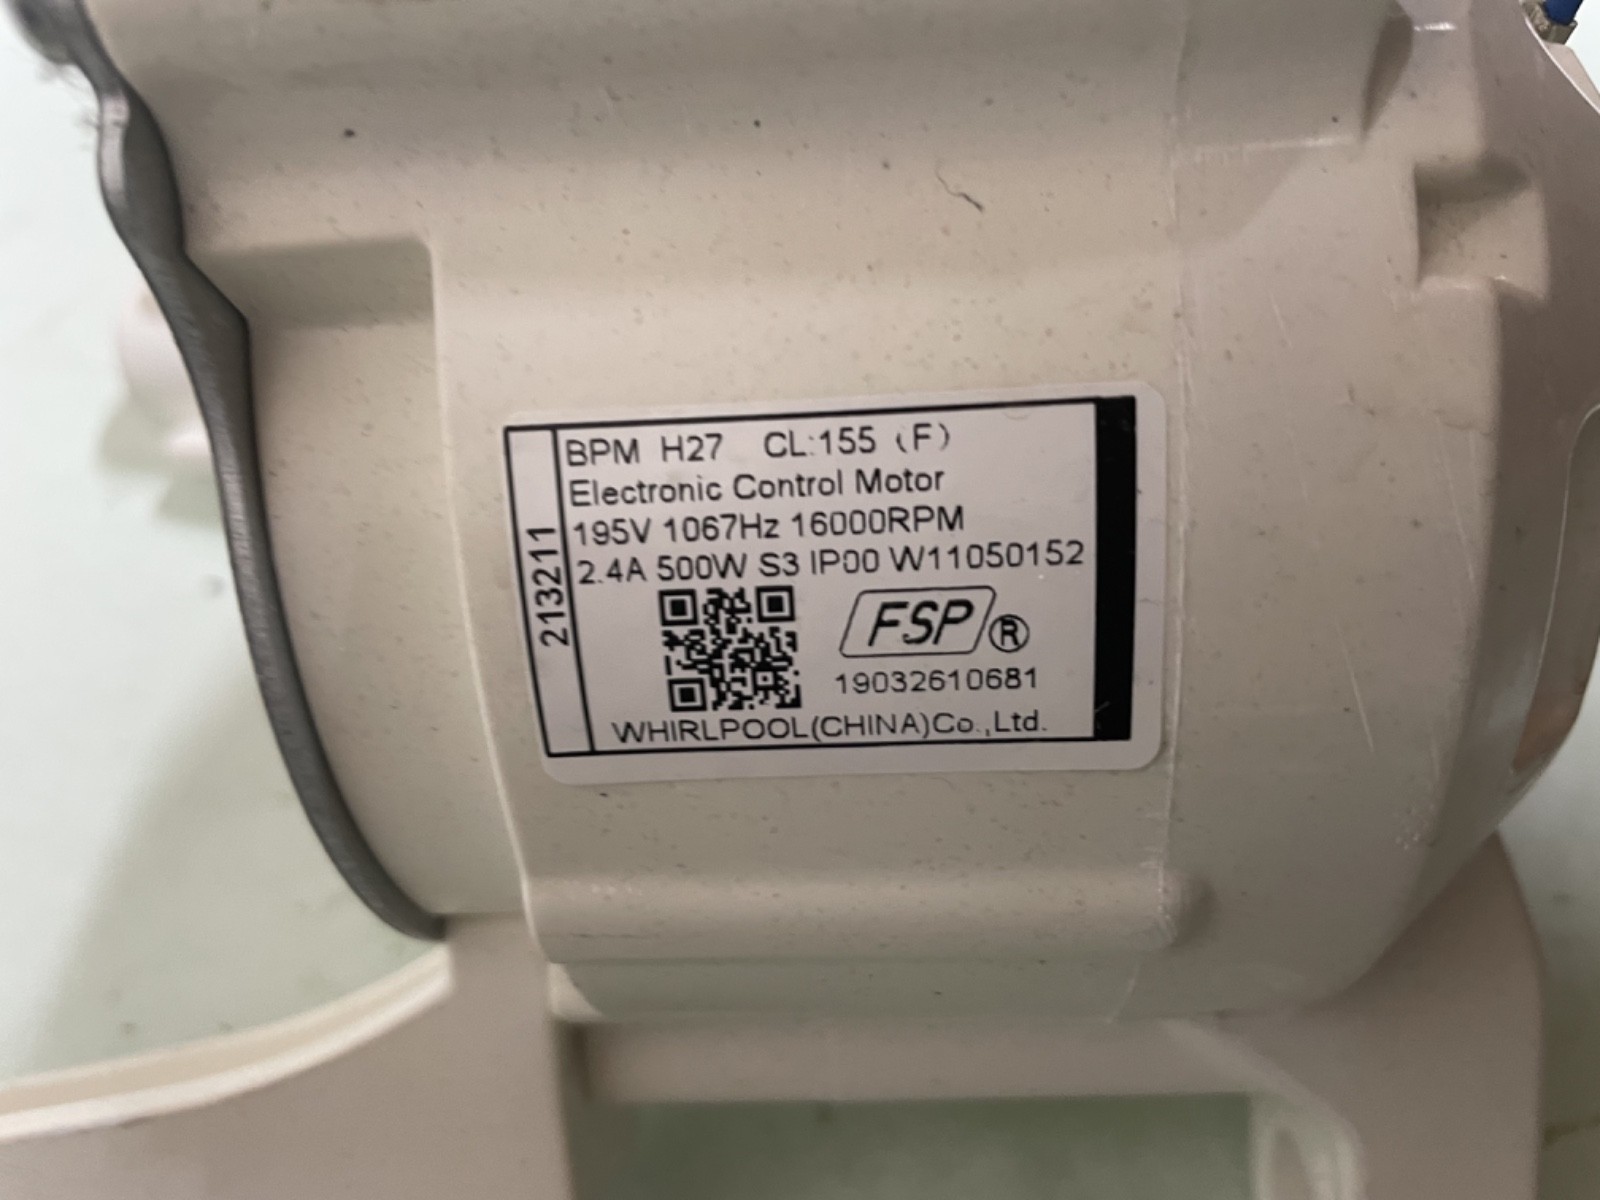 213211
BPM H27 CL:155 (F)
Electronic Control Motor
195V 1067Hz 16000RPM
2.4A 500W S3 IP00 W11050152
FSP®
19032610681
WHIRLPOOL(CHINA)Co.,Ltd.